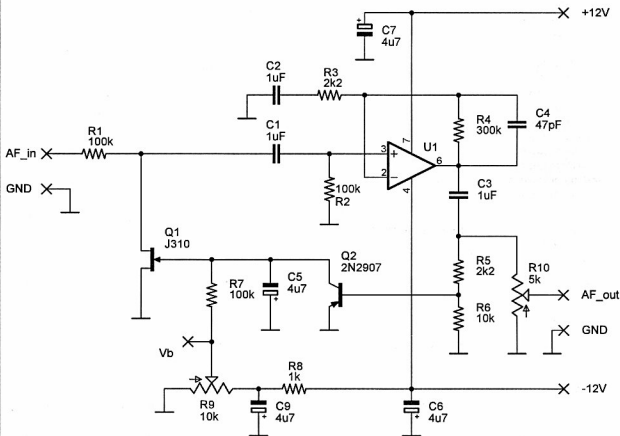 +12V
C7
4u7
C2
1uF
R3
2k2
R4
300k
C4
47pF
R1
100k
C1
1uF
U1
7
AF_in
3
+
6
2
-
GND
100k
R2
4
C3
1uF
Q1
J310
Q2
2N2907
R5
2k2
R10
5k
R7
100k
C5
4u7
+
AF_out
R6
10k
GND
Vb
R8
1k
-12V
R9
10k
C9
4u7
+
C6
4u7
+